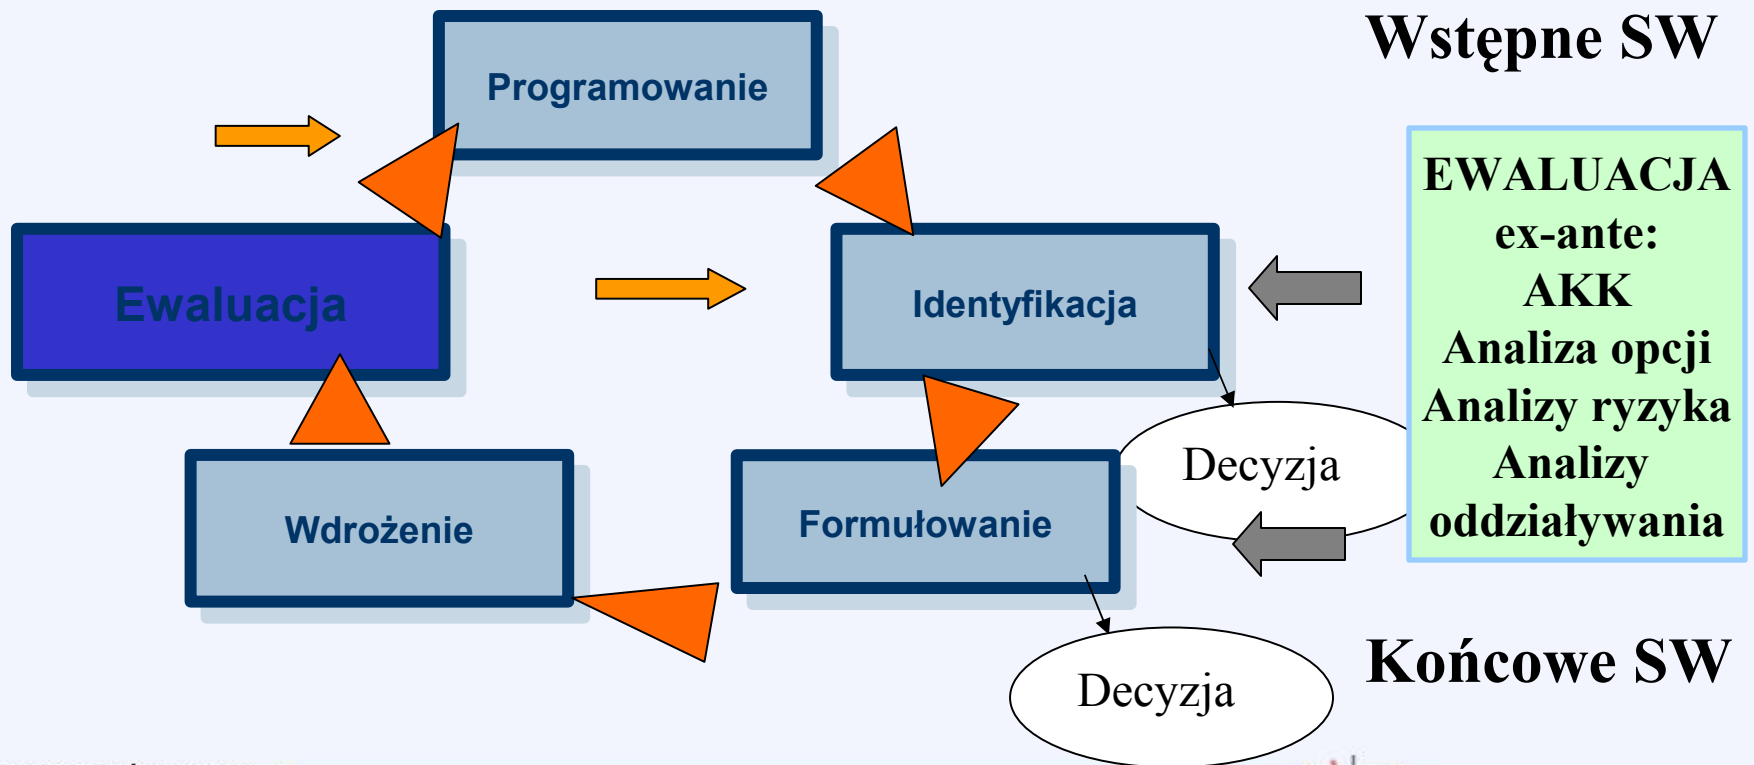 Wstępne SW
Programowanie
EWALUACJA
ex-ante:
AKK
Analiza opcji
Analizy ryzyka
Analizy
oddziaływania
Ewaluacja
Identyfikacja
Decyzja
Wdrożenie
Formułowanie
Końcowe SW
Decyzja